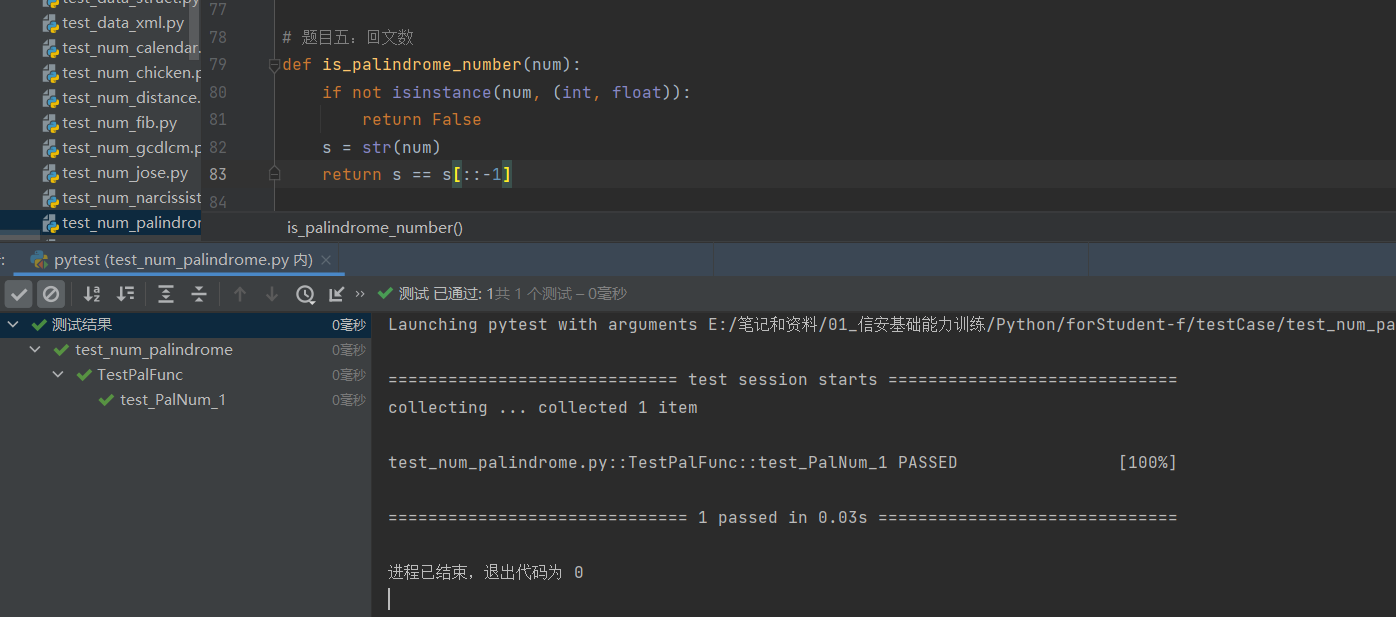 test_data_struct.py
test_data_xml.py
test_num_calendar.
test_num_chicken.p
test_num_distance.
test_num_fib.py
test_num_gcdlcm.p
test_num_jose.py
test_num_narcissist
test_num_palindror
77
78 # 题目五：回文数
79 def is_palindrome_number(num):
80 if not isinstance(num, (int, float)):
81 return False
82 s = str(num)
83 return s == s[::-1]
84
is_palindrome_number()
: pytest (test_num_palindrome.py 内) ×
测试 已通过: 1共 1 个测试 – 0毫秒
测试结果 0毫秒
test_num_palindrome 0毫秒
TestPalFunc 0毫秒
test_PalNum_1 0毫秒
Launching pytest with arguments E:/笔记和资料/01_信安基础能力训练/Python/forStudent-f/testCase/test_num_pa
============================= test session starts =============================
collecting ... collected 1 item
test_num_palindrome.py::TestPalFunc::test_PalNum_1 PASSED [100%]
============================== 1 passed in 0.03s ==============================
进程已结束，退出代码为 0